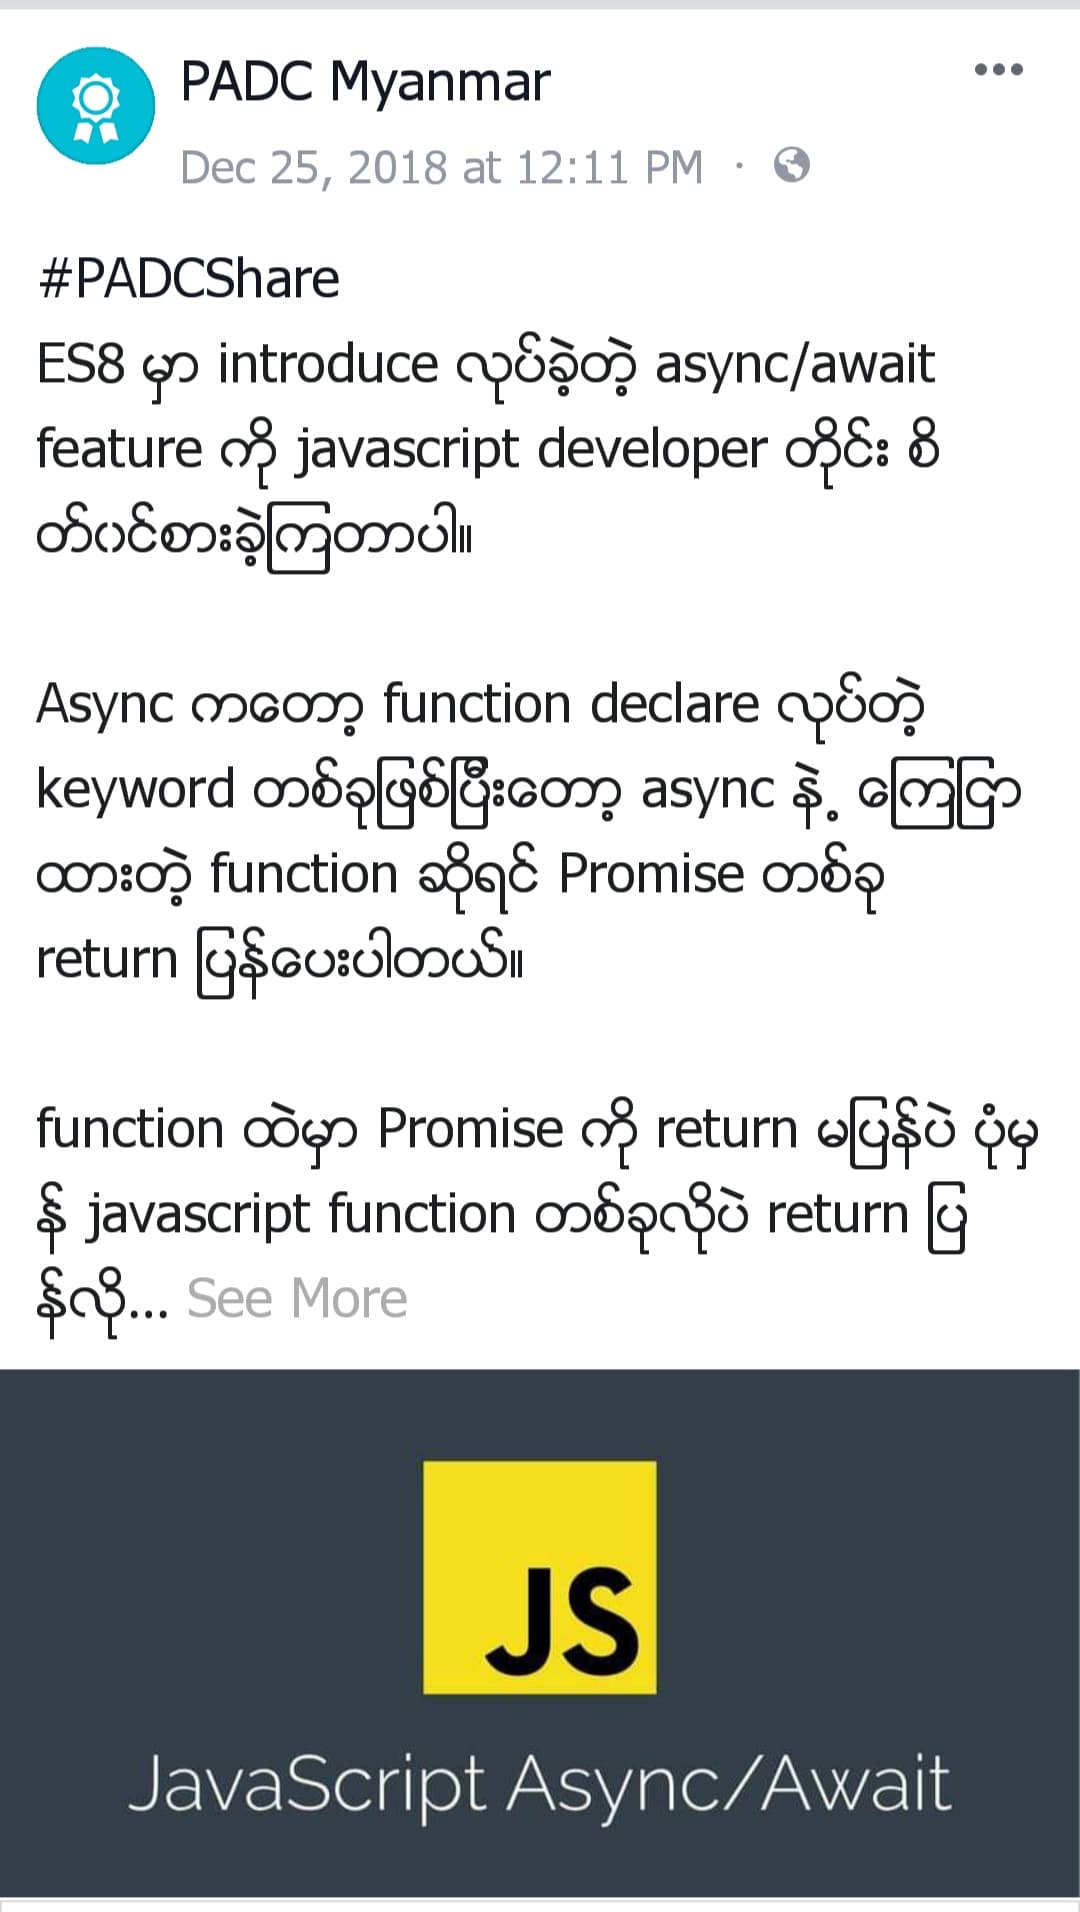 PADC Myanmar
Dec 25, 2018 at 12:11 PM ·
#PADCShare
ES8 မှာ introduce လုပ်ခဲ့တဲ့ async/await
feature ကို javascript developer တိုင်း စိ
တ်ဝင်စားခဲ့ကြတာပါ။
Async ကတော့ function declare လုပ်တဲ့
keyword တစ်ခုဖြစ်ပြီးတော့ async နဲ့ ကြေငြာ
ထားတဲ့ function ဆိုရင် Promise တစ်ခု
return ပြန်ပေးပါတယ်။
function ထဲမှာ Promise ကို return မပြန်ပဲ ပုံမှ
န် javascript function တစ်ခုလိုပဲ return ပြ
န်လို... See More
JS
JavaScript Async/Await